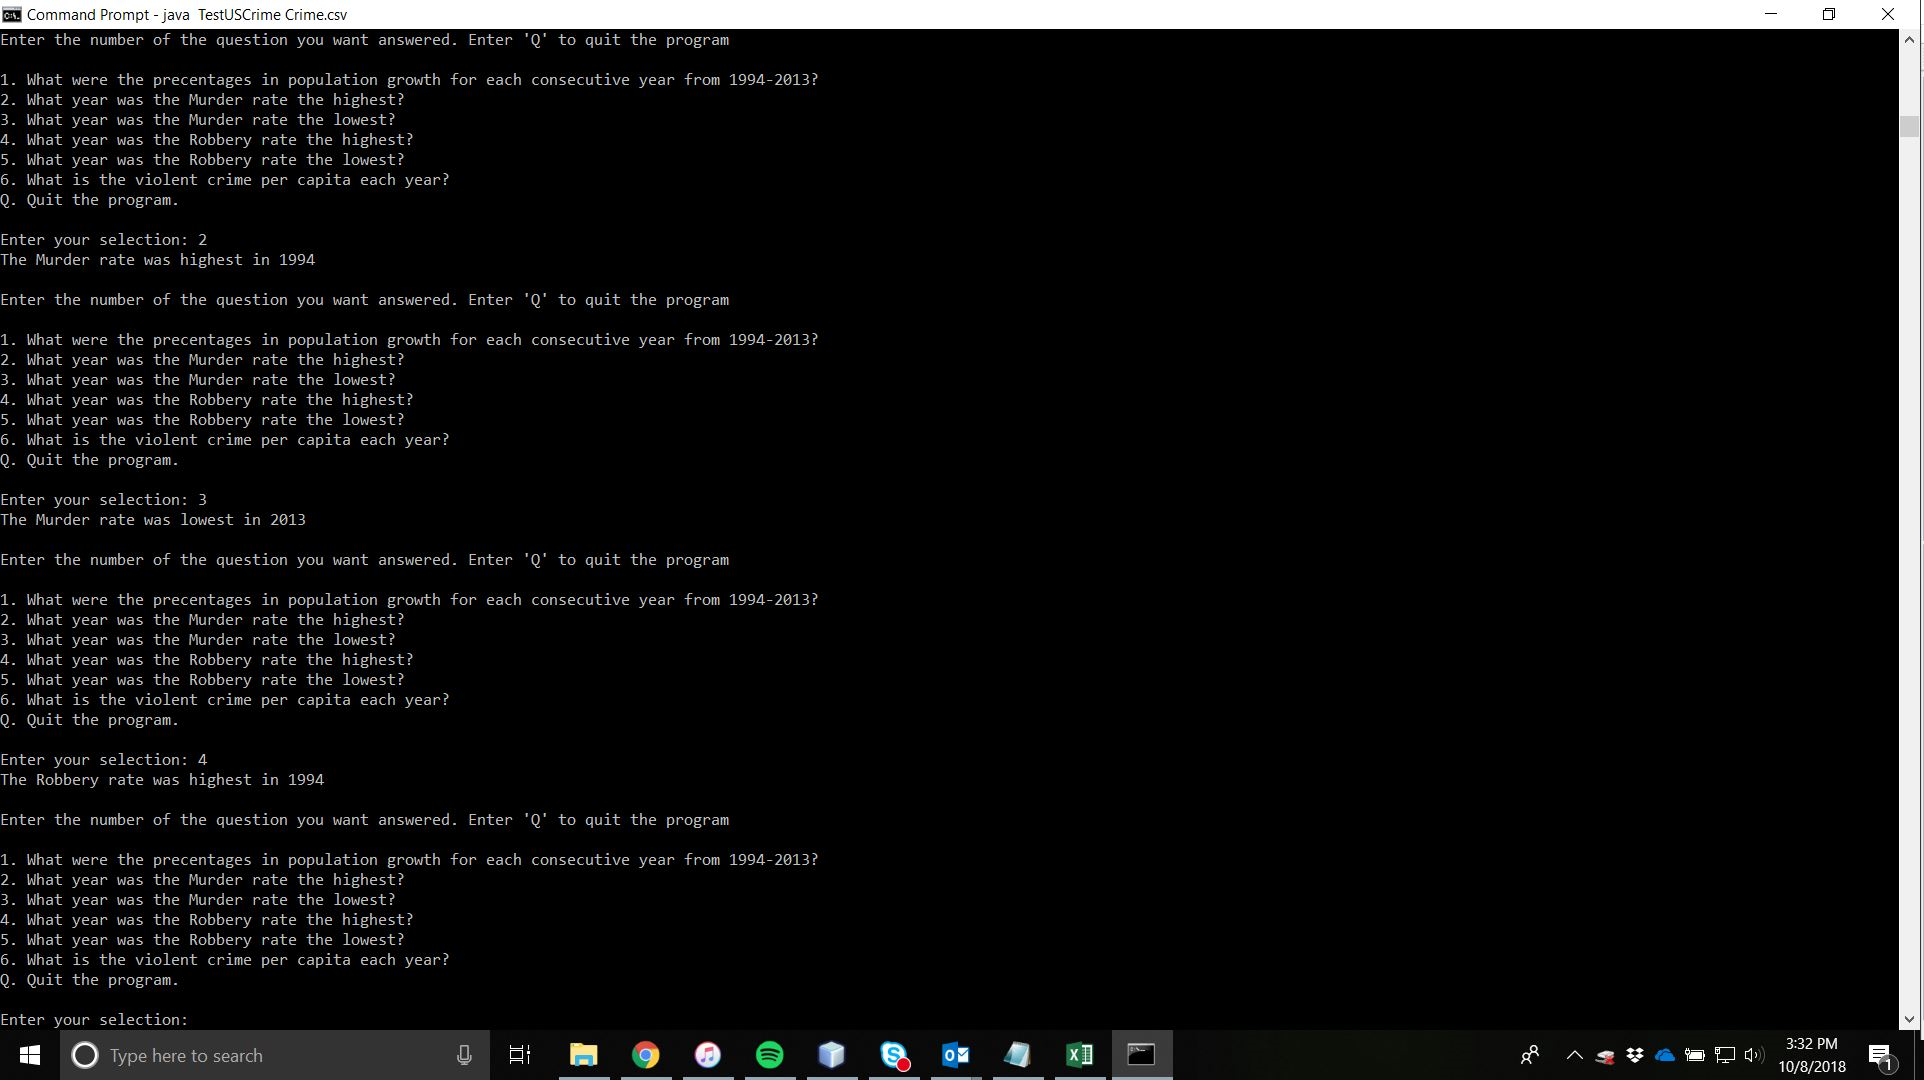 Command Prompt - java  TestUSCrime Crime.csv
Enter the number of the question you want answered. Enter 'Q' to quit the program
1. What were the precentages in population growth for each consecutive year from 1994-2013?
2. What year was the Murder rate the highest?
3. What year was the Murder rate the lowest?
4. What year was the Robbery rate the highest?
5. What year was the Robbery rate the lowest?
6. What is the violent crime per capita each year?
Q. Quit the program.
Enter your selection: 2
The Murder rate was highest in 1994
Enter the number of the question you want answered. Enter 'Q' to quit the program
1. What were the precentages in population growth for each consecutive year from 1994-2013?
2. What year was the Murder rate the highest?
3. What year was the Murder rate the lowest?
4. What year was the Robbery rate the highest?
5. What year was the Robbery rate the lowest?
6. What is the violent crime per capita each year?
Q. Quit the program.
Enter your selection: 3
The Murder rate was lowest in 2013
Enter the number of the question you want answered. Enter 'Q' to quit the program
1. What were the precentages in population growth for each consecutive year from 1994-2013?
2. What year was the Murder rate the highest?
3. What year was the Murder rate the lowest?
4. What year was the Robbery rate the highest?
5. What year was the Robbery rate the lowest?
6. What is the violent crime per capita each year?
Q. Quit the program.
Enter your selection: 4
The Robbery rate was highest in 1994
Enter the number of the question you want answered. Enter 'Q' to quit the program
1. What were the precentages in population growth for each consecutive year from 1994-2013?
2. What year was the Murder rate the highest?
3. What year was the Murder rate the lowest?
4. What year was the Robbery rate the highest?
5. What year was the Robbery rate the lowest?
6. What is the violent crime per capita each year?
Q. Quit the program.
Enter your selection:
Type here to search
3:32 PM
10/8/2018
1